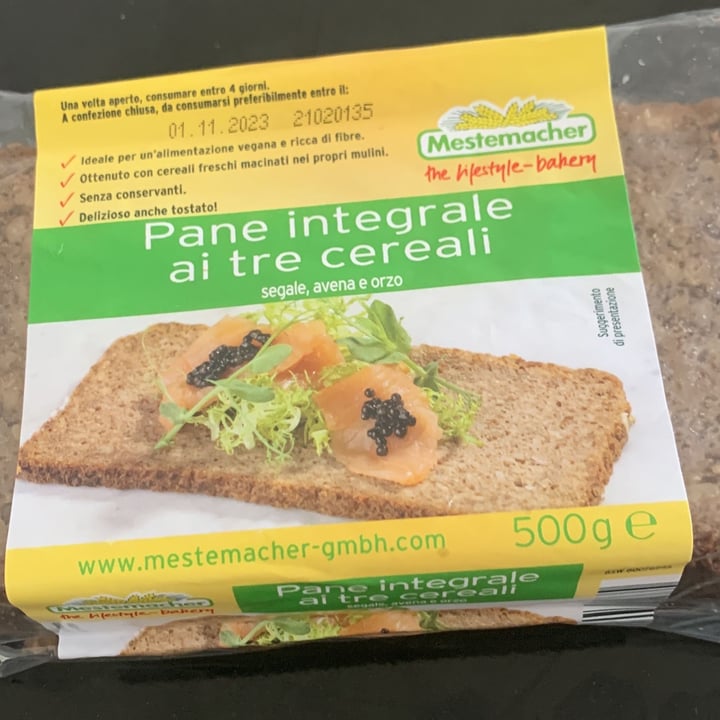 Una volta aperto, consumare entro 4 giorni.
A confezione chiusa, da consumarsi preferibilmente entro il:
01.11.2023 21020135
Ideale per un'alimentazione vegana e ricca di fibre.
Ottenuto con cereali freschi macinati nei propri mulini.
Senza conservanti.
Delizioso anche tostato!
Mestemacher
the lifestyle-bakery
Pane integrale
ai tre cereali
segale, avena e orzo
Suggerimento
di presentazione
www.mestemacher-gmbh.com
500g e
Mestemacher
the lifestyle-bakery
Pane integrale
ai tre cereali
segale, avena e orzo